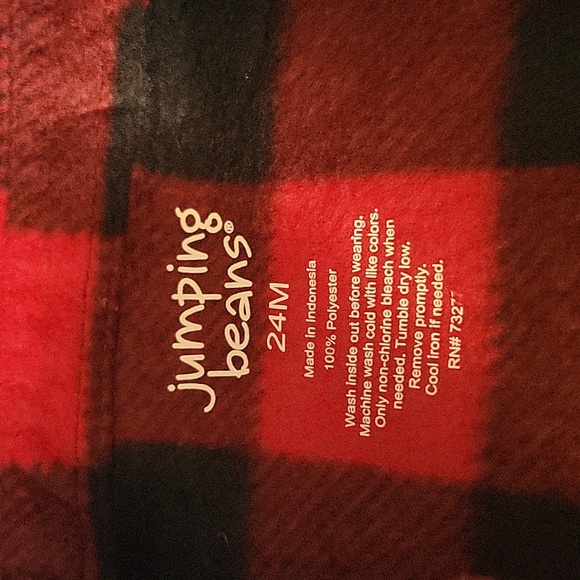 jumping
beans®
24M
Made in Indonesia
100% Polyester
Wash inside out before wearing.
Machine wash cold with like colors.
Only non-chlorine bleach when
needed. Tumble dry low.
Remove promptly.
Cool iron if needed.
RN#